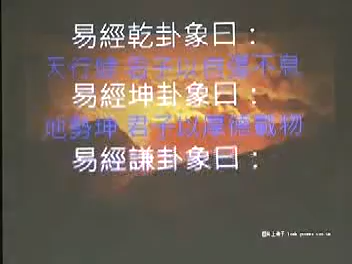 易經乾卦象曰：
天行健 君子以自彊不息
易經坤卦象曰：
地勢坤 君子以厚德載物
易經謙卦象曰：